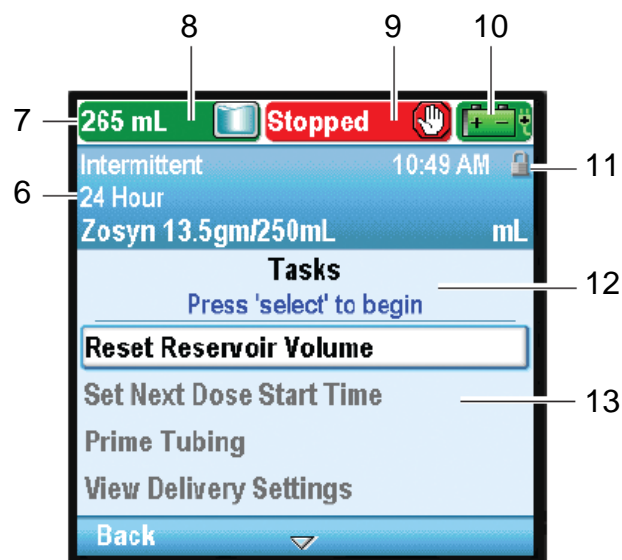 8 9 10
7 265 mL Stopped + -
Intermittent 10:49 AM 11
6 24 Hour
Zosyn 13.5gm/250mL mL
Tasks
12
Press 'select' to begin
Reset Reservoir Volume
Set Next Dose Start Time 13
Prime Tubing
View Delivery Settings
Back